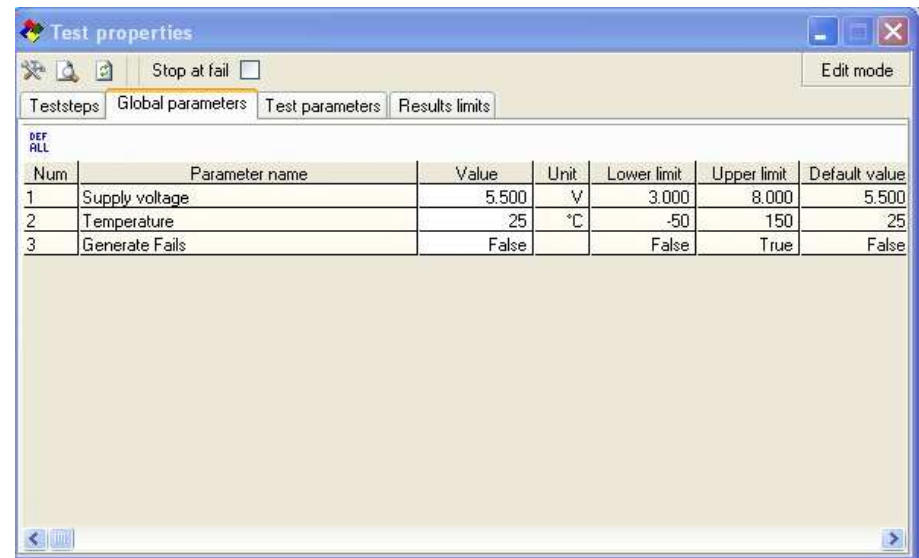 Test properties
Stop at fail Edit mode
Teststeps Global parameters Test parameters Results limits
DEF
ALL
Num Parameter name Value Unit Lower limit Upper limit Default value
1 Supply voltage 5.500 V 3.000 8.000 5.500
2 Temperature 25 °C -50 150 25
3 Generate Fails False False True False